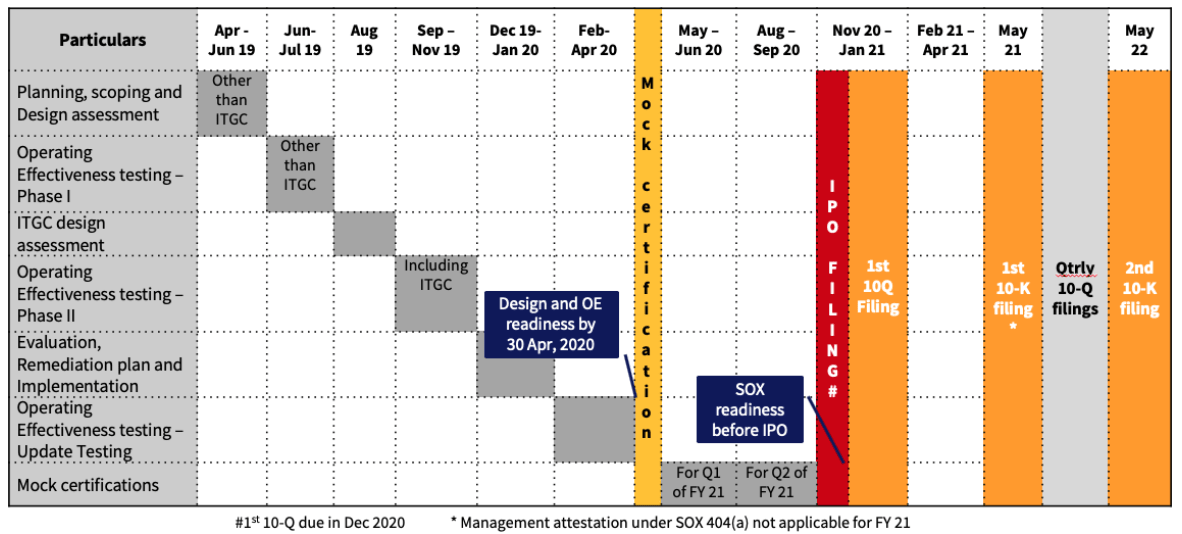 Particulars
Apr -
Jun 19
Jun-
Jul 19
Aug
19
Sep –
Nov 19
Dec 19-
Jan 20
Feb-
Apr 20
May –
Jun 20
Aug –
Sep 20
Nov 20 –
Jan 21
Feb 21 –
Apr 21
May
21
May
22
Planning, scoping and
Design assessment
Other
than
ITGC
Operating
Effectiveness testing –
Phase I
Other
than
ITGC
ITGC design
assessment
Operating
Effectiveness testing –
Phase II
Including
ITGC
Evaluation,
Remediation plan and
Implementation
Operating
Effectiveness testing –
Update Testing
Mock certifications
Design and OE
readiness by
30 Apr, 2020
Mock certification
For Q1
of FY 21
For Q2 of
FY 21
SOX
readiness
before IPO
IPO FILING#
1st
10Q
Filing
1st
10-K
filing
*
Qtrly
10-Q
filings
2nd
10-K
filing
#1st 10-Q due in Dec 2020
* Management attestation under SOX 404(a) not applicable for FY 21